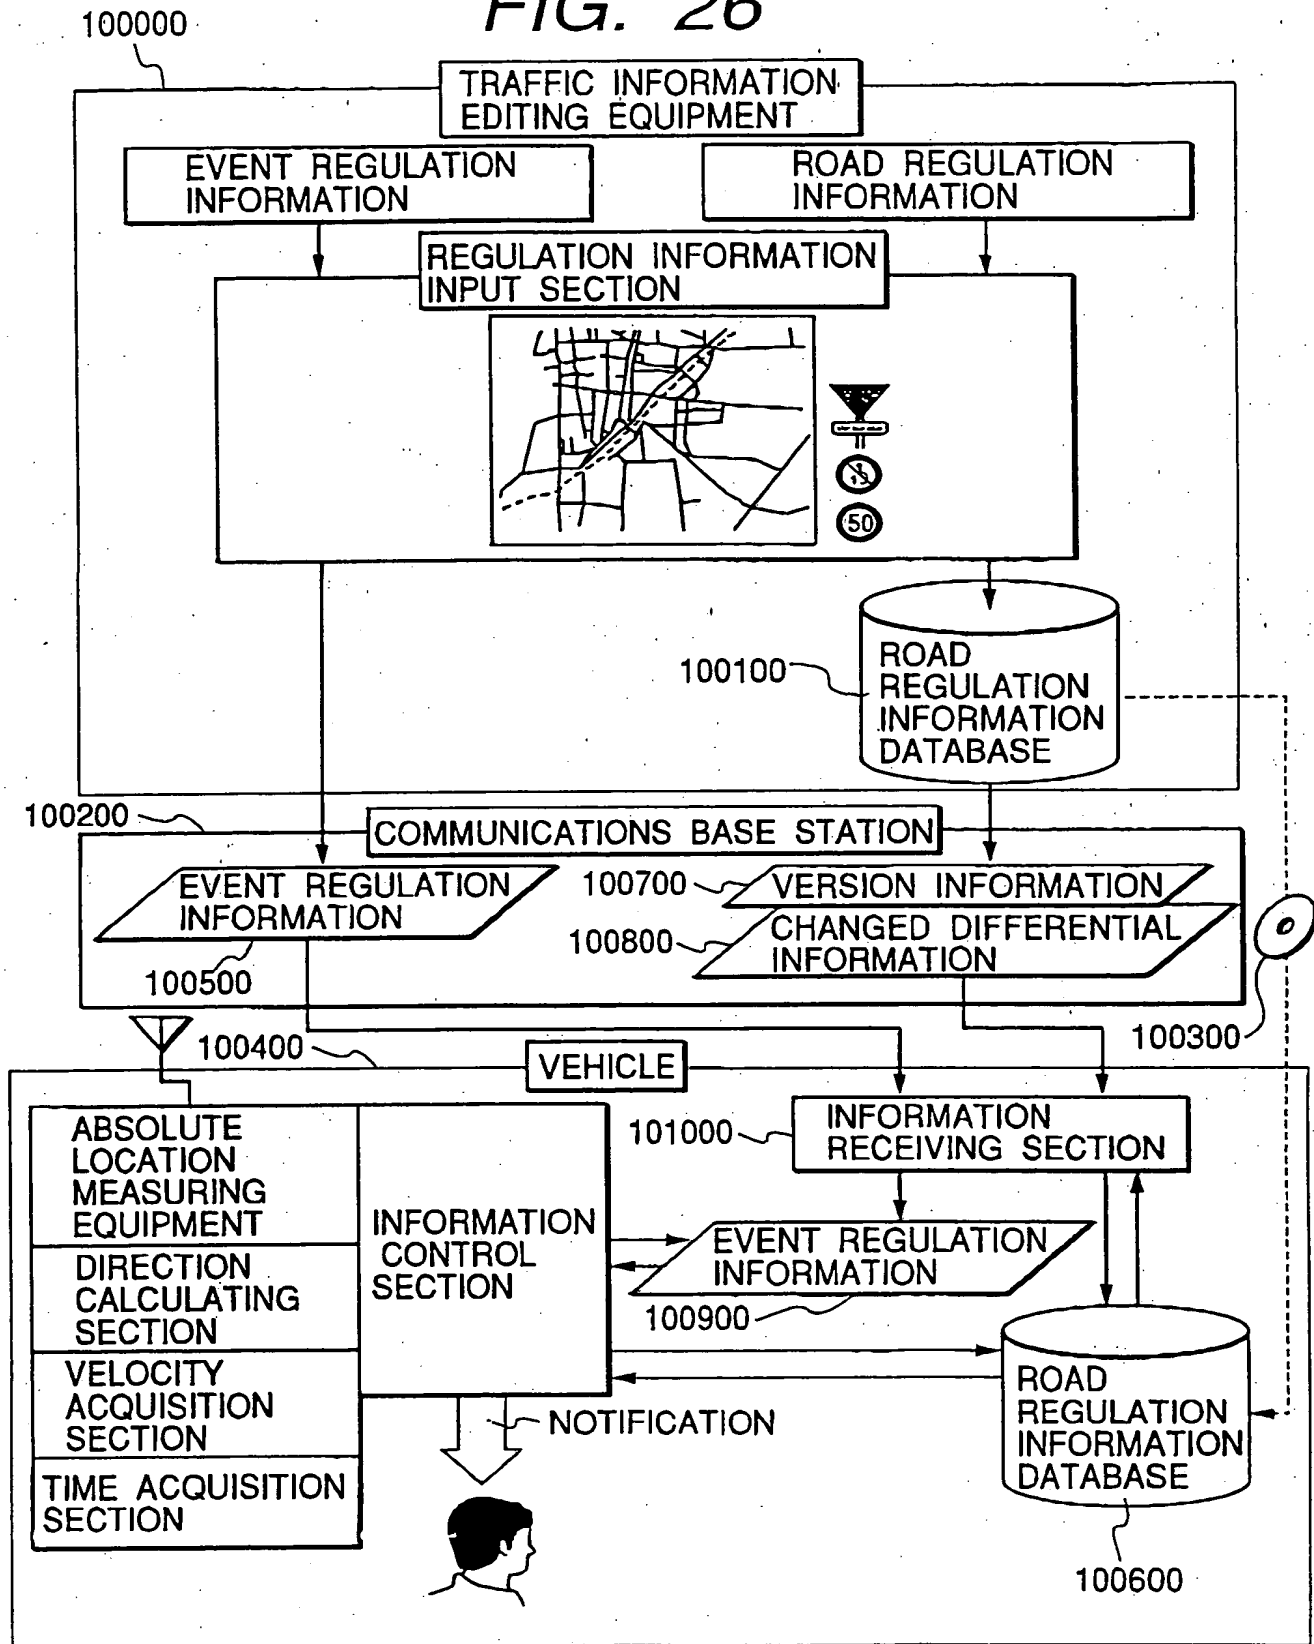 FIG. 26
100000
TRAFFIC INFORMATION
EDITING EQUIPMENT
EVENT REGULATION
INFORMATION
ROAD REGULATION
INFORMATION
REGULATION INFORMATION
INPUT SECTION
50
100100
ROAD
REGULATION
INFORMATION
DATABASE
100200
COMMUNICATIONS BASE STATION
EVENT REGULATION
INFORMATION
100500
100700
VERSION INFORMATION
100800
CHANGED DIFFERENTIAL
INFORMATION
100300
100400
VEHICLE
ABSOLUTE
LOCATION
MEASURING
EQUIPMENT
DIRECTION
CALCULATING
SECTION
VELOCITY
ACQUISITION
SECTION
TIME ACQUISITION
SECTION
INFORMATION
CONTROL
SECTION
101000
INFORMATION
RECEIVING SECTION
EVENT REGULATION
INFORMATION
100900
NOTIFICATION
ROAD
REGULATION
INFORMATION
DATABASE
100600